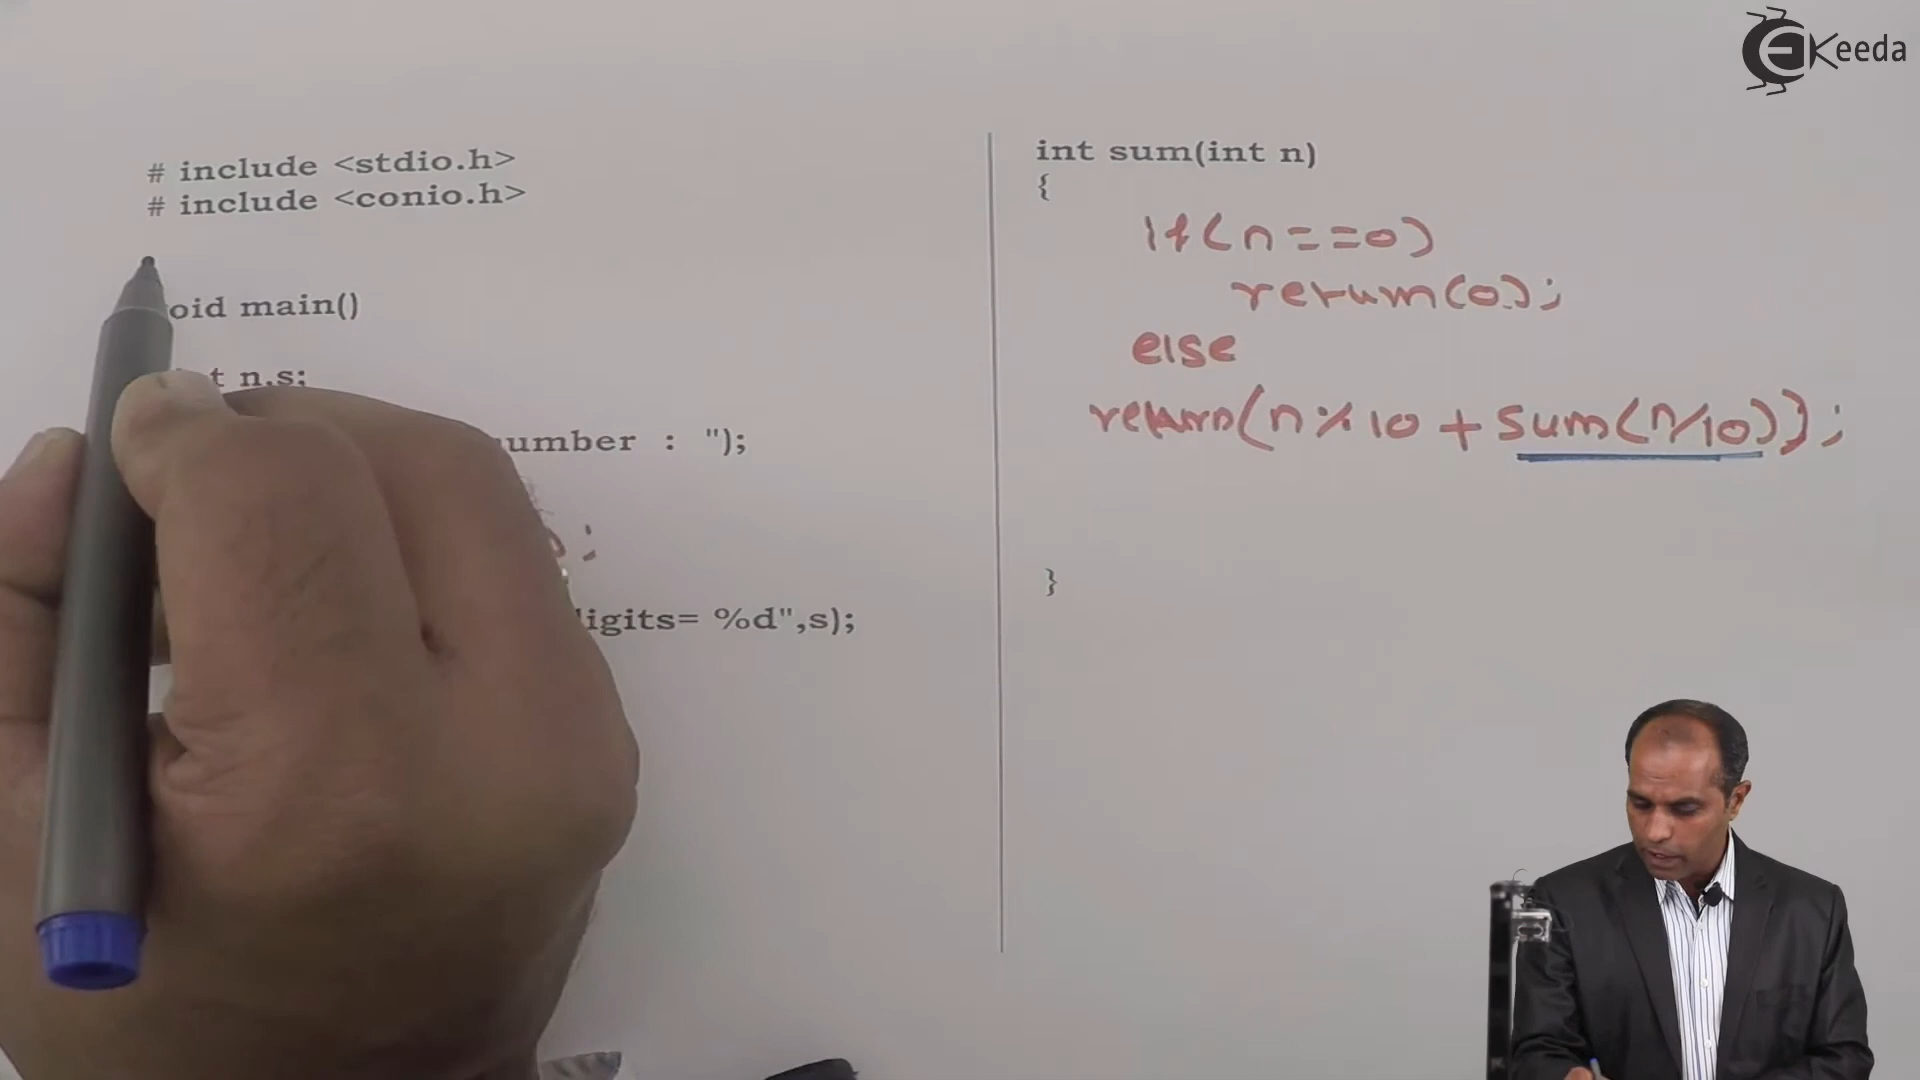 Keeda
# include <stdio.h>
# include <conio.h>
oid main()
t n,s;
umber : ");
;
igits= %d",s);
int sum(int n)
{
if(n==0)
return(0);
else
return(n%10 + sum(n/10));
}